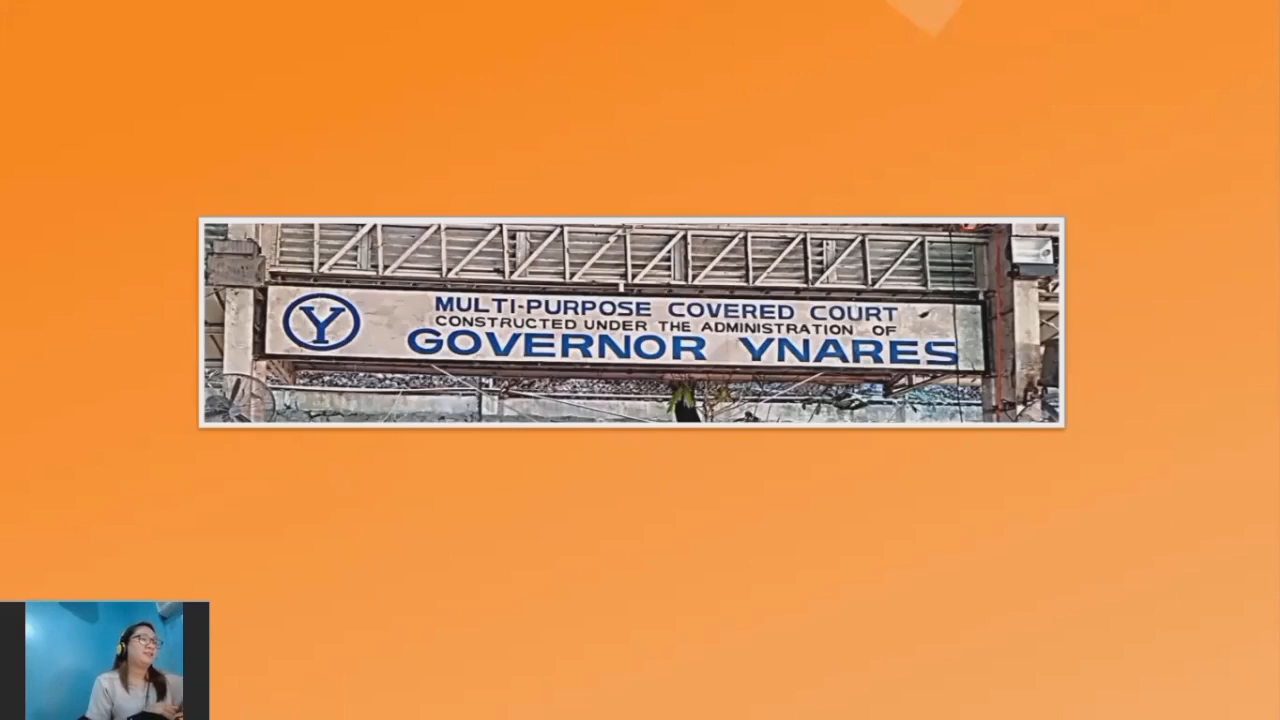 Y
MULTI-PURPOSE COVERED COURT
CONSTRUCTED UNDER THE ADMINISTRATION OF
GOVERNOR YNARES